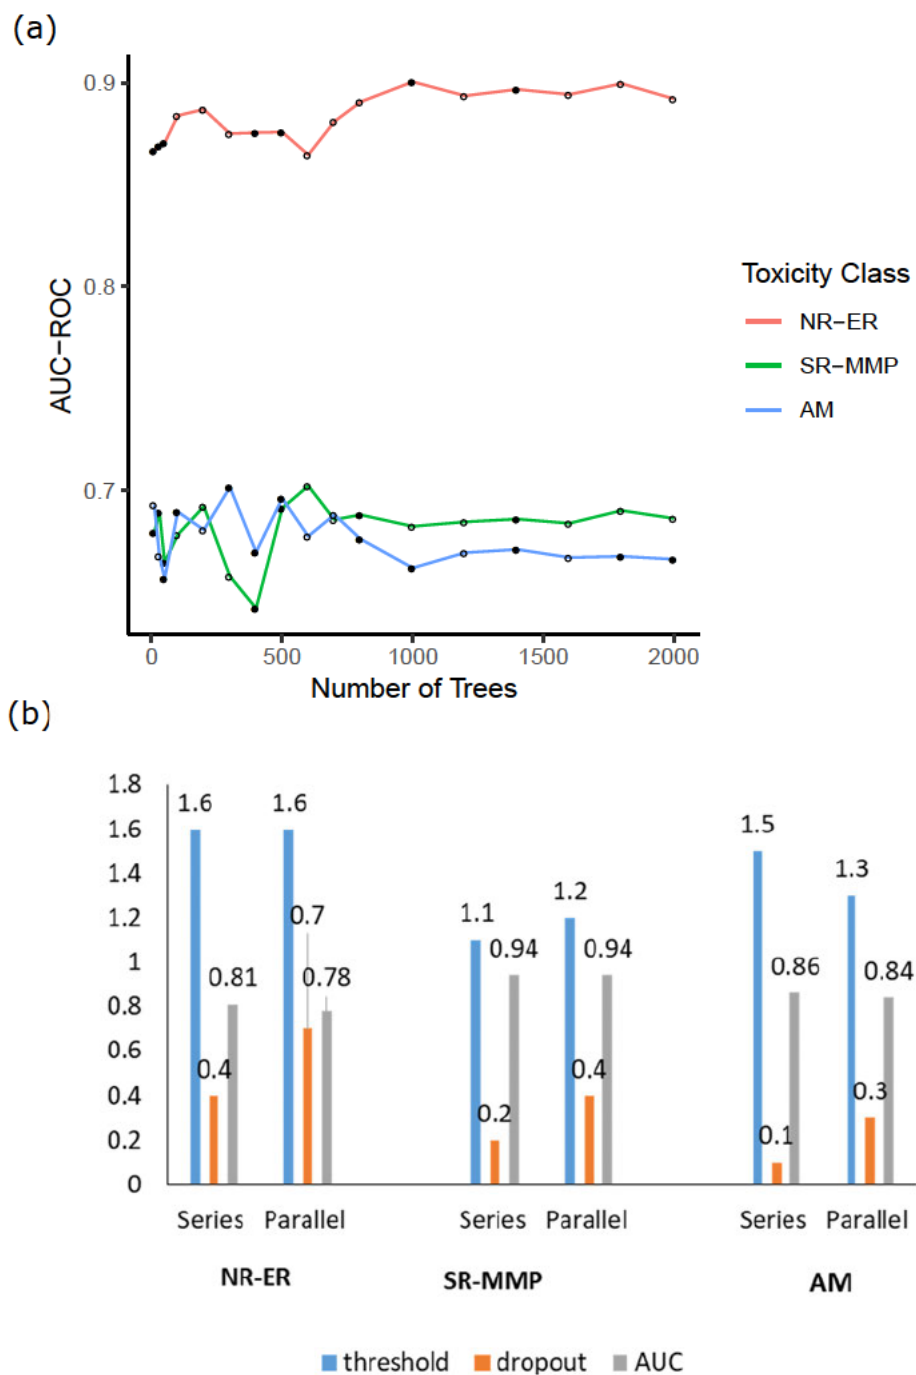 (a)
0.9
0.8
0.7
AUC−ROC
0
500
1000
1500
2000
Number of Trees
Toxicity Class
NR−ER
SR−MMP
AM
(b)
1.8
1.6
1.4
1.2
1
0.8
0.6
0.4
0.2
0
1.6
0.4
0.81
1.6
0.7
0.78
1.1
0.2
0.94
1.2
0.4
0.94
1.5
0.1
0.86
1.3
0.3
0.84
Series Parallel
Series Parallel
Series Parallel
NR-ER
SR-MMP
AM
threshold dropout AUC